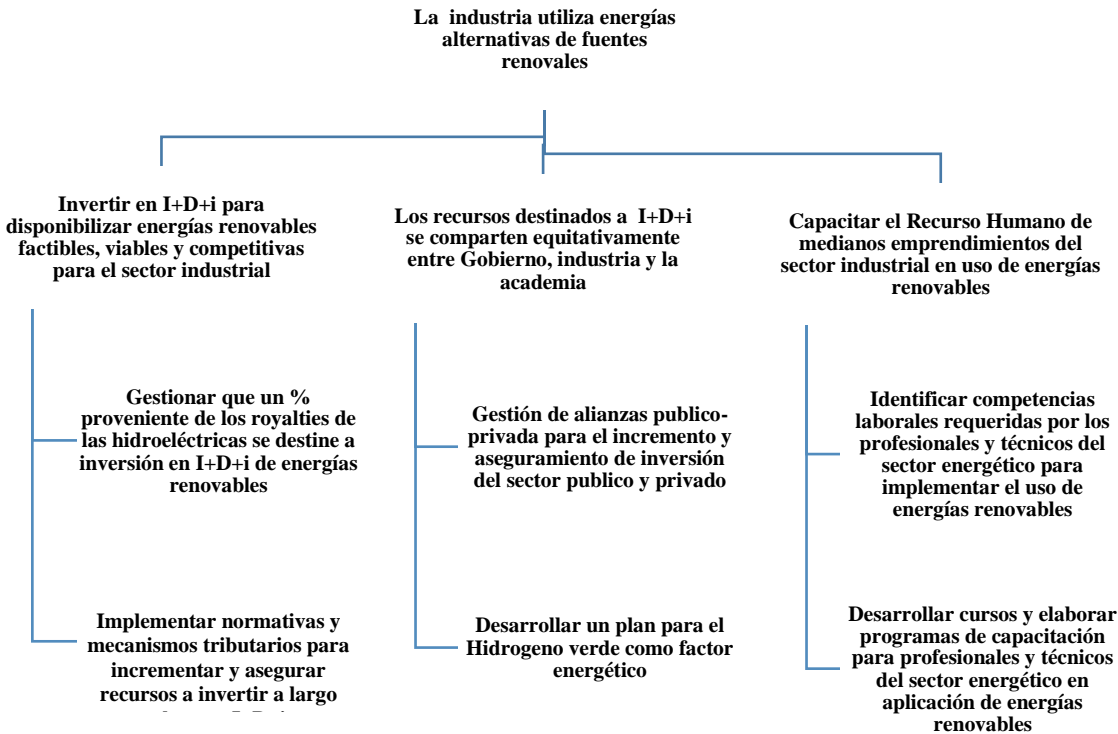 La industria utiliza energías
alternativas de fuentes
renovales
Invertir en I+D+i para
disponibilizar energías renovables
factibles, viables y competitivas
para el sector industrial
Los recursos destinados a I+D+i
se comparten equitativamente
entre Gobierno, industria y la
academia
Capacitar el Recurso Humano de
medianos emprendimientos del
sector industrial en uso de energías
renovables
Gestionar que un %
proveniente de los royalties de
las hidroeléctricas se destine a
inversión en I+D+i de energías
renovables
Gestión de alianzas publico-
privada para el incremento y
aseguramiento de inversión
del sector publico y privado
Identificar competencias
laborales requeridas por los
profesionales y técnicos del
sector energético para
implementar el uso de
energías renovables
Implementar normativas y
mecanismos tributarios para
incrementar y asegurar
recursos a invertir a largo
Desarrollar un plan para el
Hidrogeno verde como factor
energético
Desarrollar cursos y elaborar
programas de capacitación
para profesionales y técnicos
del sector energético en
aplicación de energías
renovables